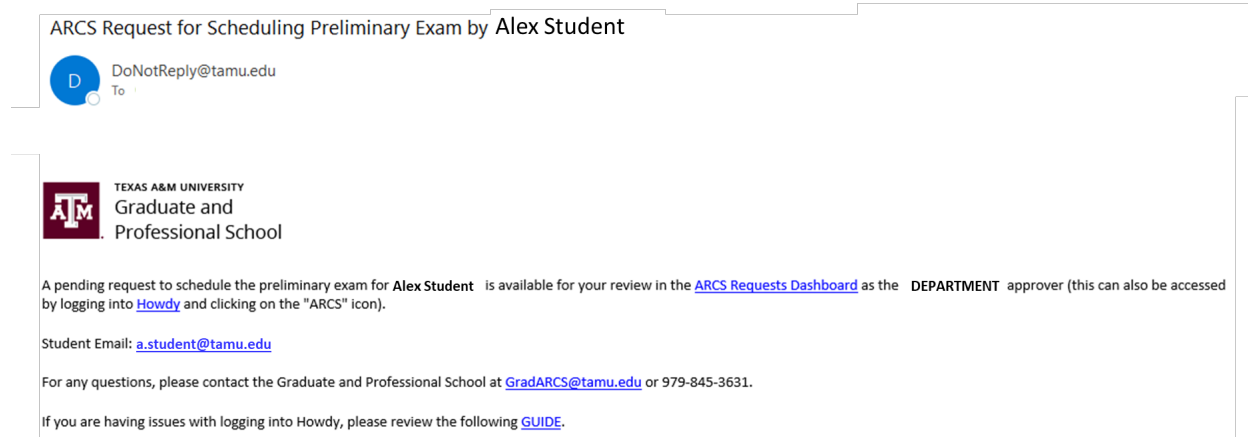 ARCS Request for Scheduling Preliminary Exam by Alex Student
D
DoNotReply@tamu.edu
To
ATM
TEXAS A&M UNIVERSITY
Graduate and
Professional School
A pending request to schedule the preliminary exam for Alex Student is available for your review in the ARCS Requests Dashboard as the DEPARTMENT approver (this can also be accessed
by logging into Howdy and clicking on the "ARCS" icon).
Student Email: a.student@tamu.edu
For any questions, please contact the Graduate and Professional School at GradARCS@tamu.edu or 979-845-3631.
If you are having issues with logging into Howdy, please review the following GUIDE.